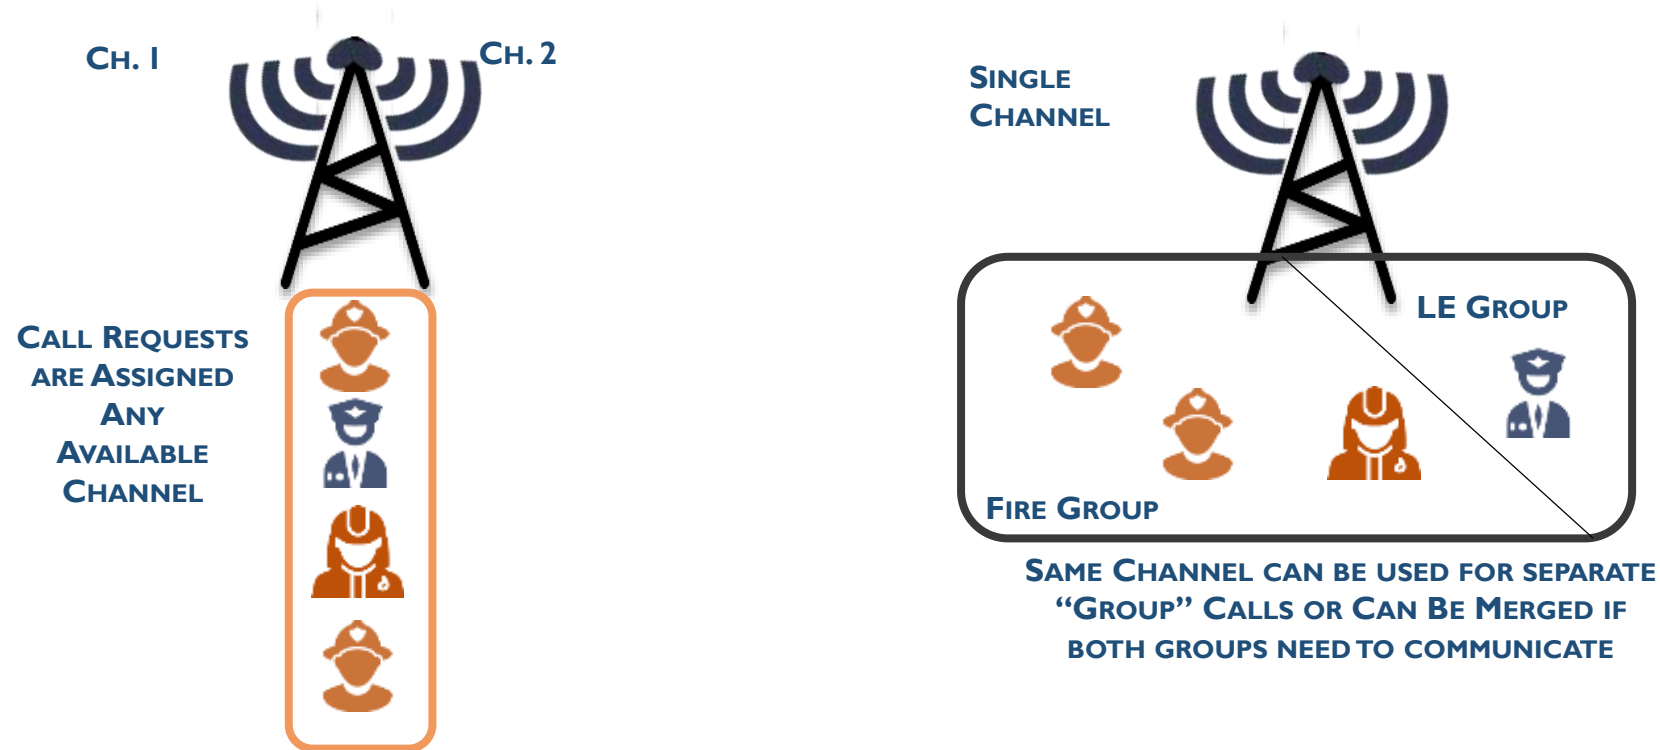 CH. 1
CH. 2
CALL REQUESTS
ARE ASSIGNED
ANY
AVAILABLE
CHANNEL
SINGLE
CHANNEL
LE GROUP
FIRE GROUP
SAME CHANNEL CAN BE USED FOR SEPARATE
“GROUP” CALLS OR CAN BE MERGED IF
BOTH GROUPS NEED TO COMMUNICATE